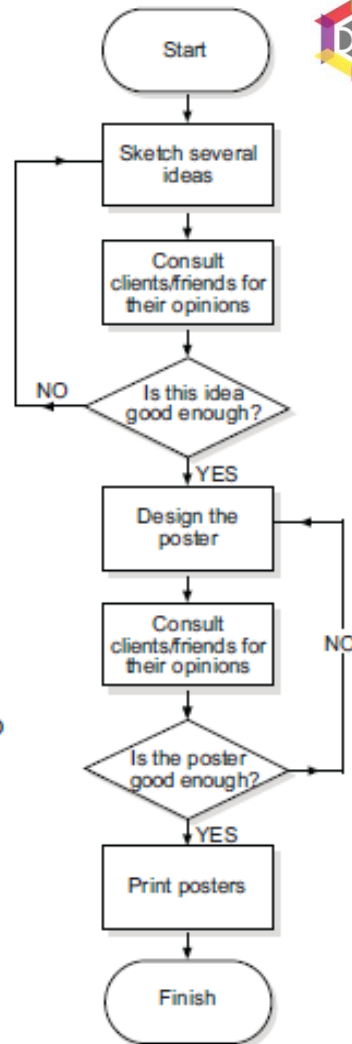 Start
Sketch several
ideas
Consult
clients/friends for
their opinions
NO
Is this idea
good enough?
YES
Design the
poster
Consult
clients/friends for
their opinions
NO
Is the poster
good enough?
YES
Print posters
Finish